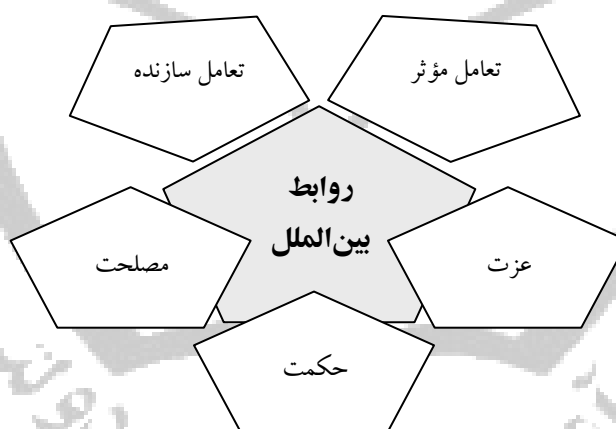 تعامل مؤثر
تعامل سازنده
روابط
بین‌الملل
عزت
مصلحت
حکمت